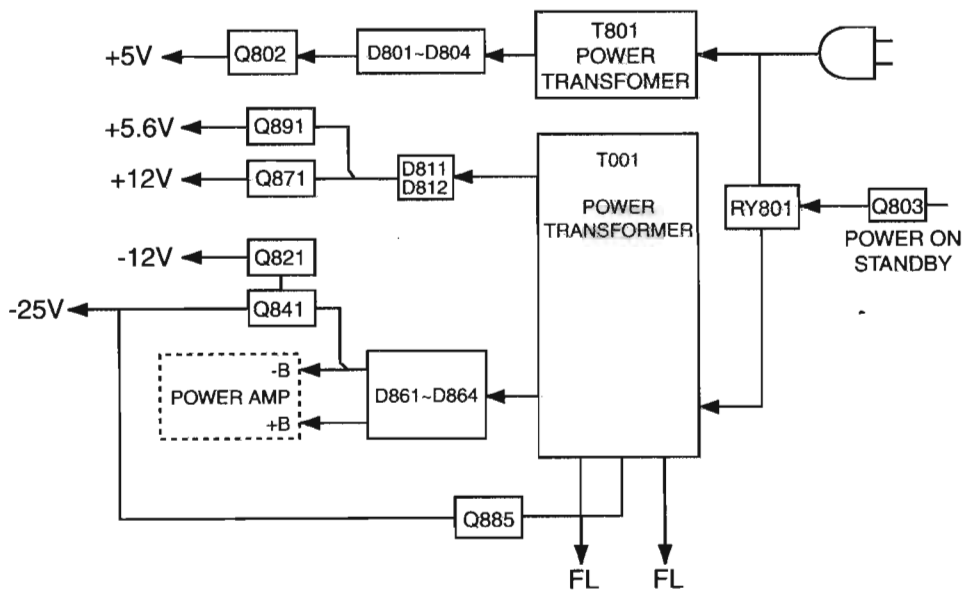 T801
POWER
TRANSFOMER
D801~D804
Q802
+5V
Q891
+5.6V
T001
POWER
TRANSFORMER
D811
D812
Q871
+12V
RY801
Q803
POWER ON
STANDBY
Q821
-12V
Q841
-25V
-B
POWER AMP
+B
D861~D864
Q885
FL
FL